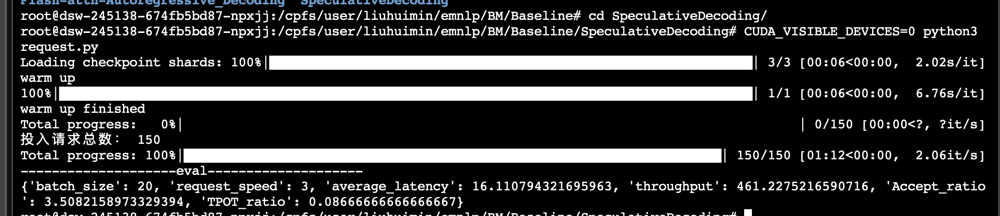 Flash-attn-Autoregressive_Decoding  SpeculativeDecoding
root@dsw-245138-674fb5bd87-npxjj:/cpfs/user/liuhuimin/emnlp/BM/Baseline# cd SpeculativeDecoding/
root@dsw-245138-674fb5bd87-npxjj:/cpfs/user/liuhuimin/emnlp/BM/Baseline/SpeculativeDecoding# CUDA_VISIBLE_DEVICES=0 python3
request.py
Loading checkpoint shards: 100%| | 3/3 [00:06<00:00,  2.02s/it]
warm up
100%| | 1/1 [00:06<00:00,  6.76s/it]
warm up finished
Total progress:   0%| | 0/150 [00:00<?, ?it/s]
投入请求总数： 150
Total progress: 100%| | 150/150 [01:12<00:00,  2.06it/s]
--------------------eval--------------------
{'batch_size': 20, 'request_speed': 3, 'average_latency': 16.110794321695963, 'throughput': 461.2275216590716, 'Accept_ratio
': 3.5082158973329394, 'TPOT_ratio': 0.08666666666666667}
root@dsw-245138-674fb5bd87-npxjj:/cpfs/user/liuhuimin/emnlp/BM/Baseline/SpeculativeDecoding#